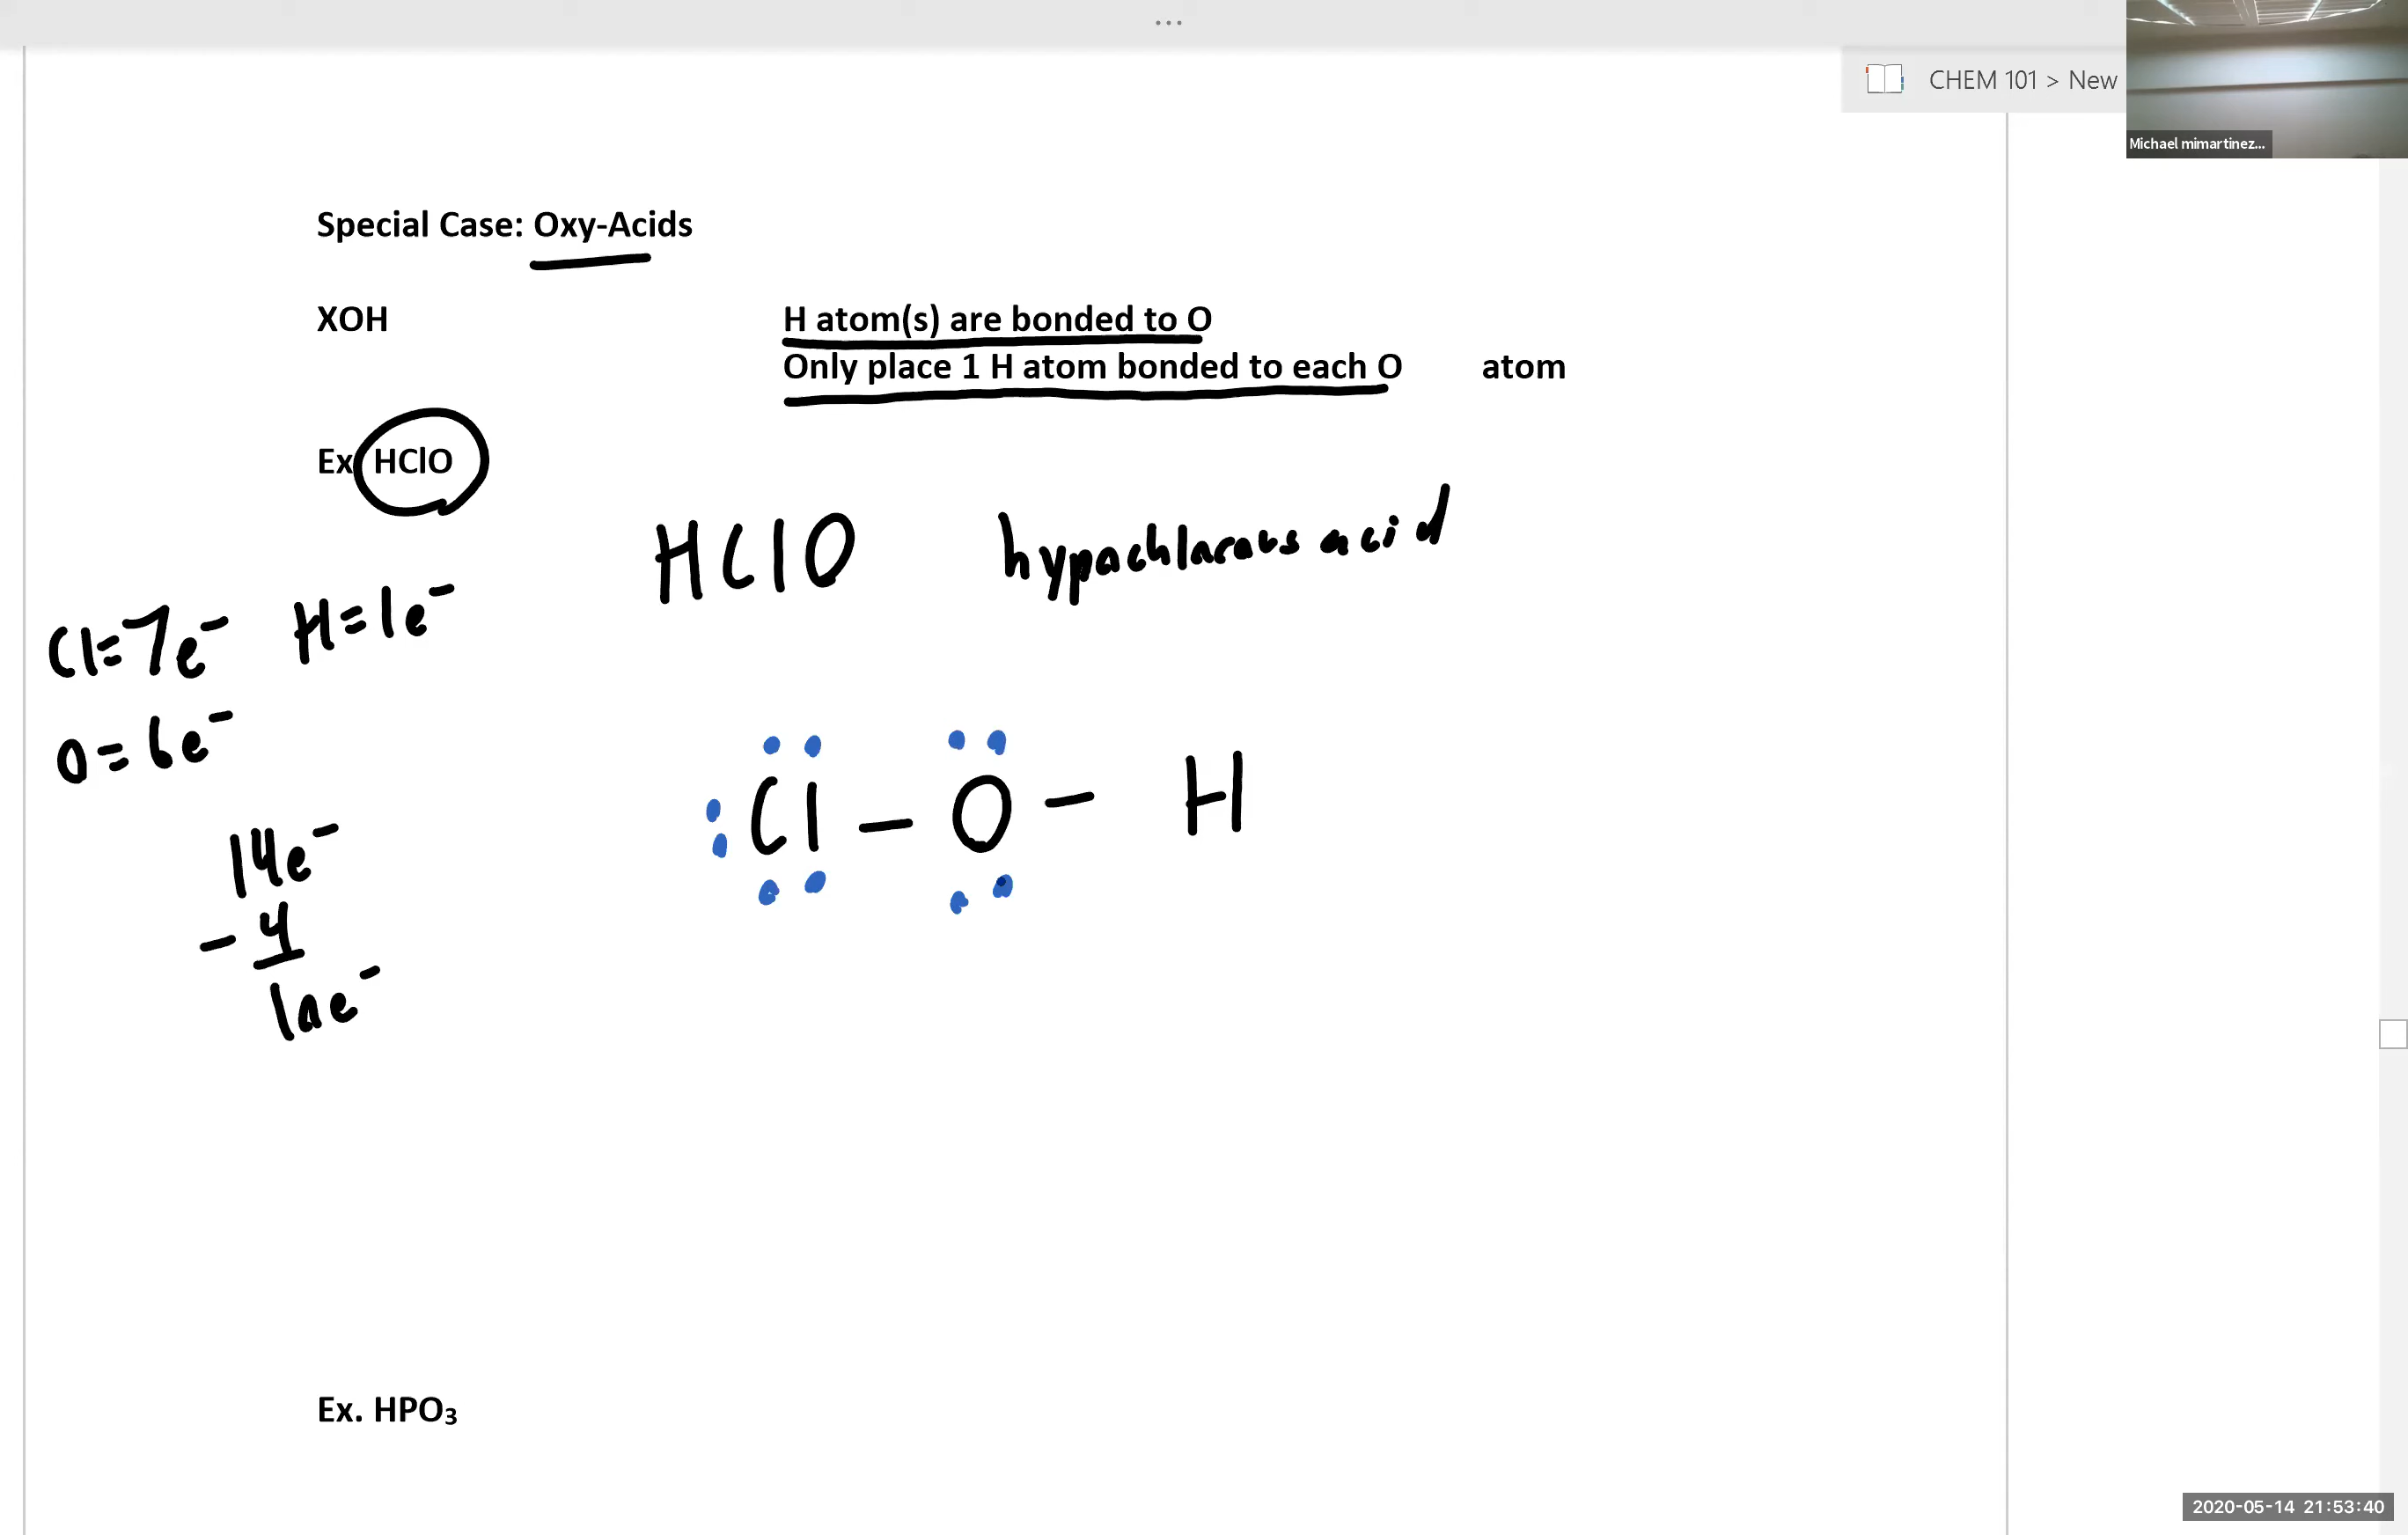 ...
CHEM 101 > New
Michael mimartinez...
Special Case: Oxy-Acids
XOH
H atom(s) are bonded to O
Only place 1 H atom bonded to each O atom
Ex HClO
HClO hypochlorous acid
Cl=7e⁻ H=1e⁻
O=6e⁻
:Cl – O – H
14e⁻
– 4
10e⁻
Ex. HPO₃
2020-05-14 21:53:40